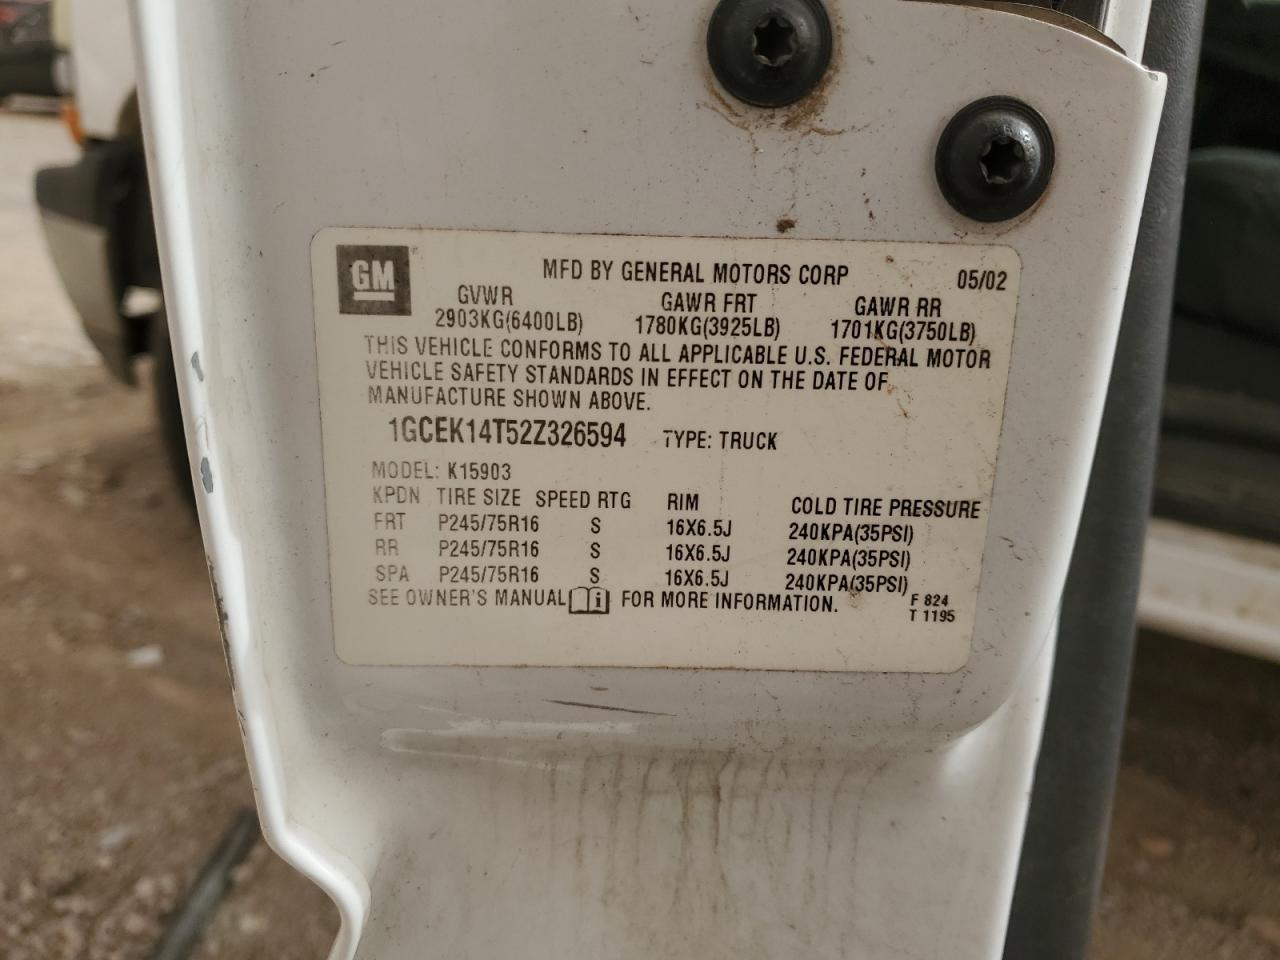 GM
MFD BY GENERAL MOTORS CORP 05/02
GVWR GAWR FRT GAWR RR
2903KG(6400LB) 1780KG(3925LB) 1701KG(3750LB)
THIS VEHICLE CONFORMS TO ALL APPLICABLE U.S. FEDERAL MOTOR
VEHICLE SAFETY STANDARDS IN EFFECT ON THE DATE OF
MANUFACTURE SHOWN ABOVE.
1GCEK14T52Z326594 TYPE: TRUCK
MODEL: K15903
KPDN TIRE SIZE SPEED RTG RIM COLD TIRE PRESSURE
FRT P245/75R16 S 16X6.5J 240KPA(35PSI)
RR P245/75R16 S 16X6.5J 240KPA(35PSI)
SPA P245/75R16 S 16X6.5J 240KPA(35PSI)
SEE OWNER'S MANUAL FOR MORE INFORMATION.
F 824
T 1195